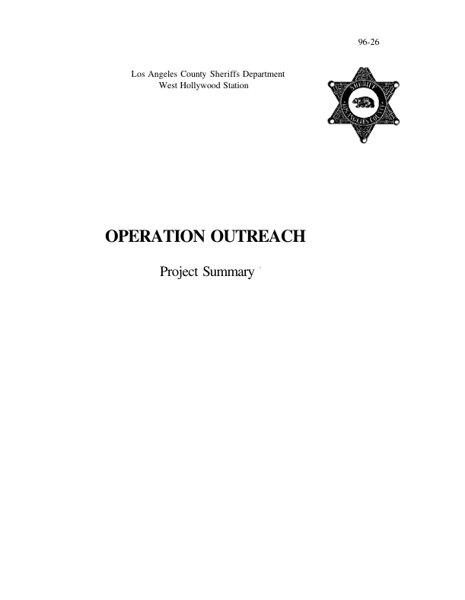 96-26
Los Angeles County Sheriffs Department
West Hollywood Station
SHERIFF
LOS ANGELES COUNTY
OPERATION OUTREACH
Project Summary